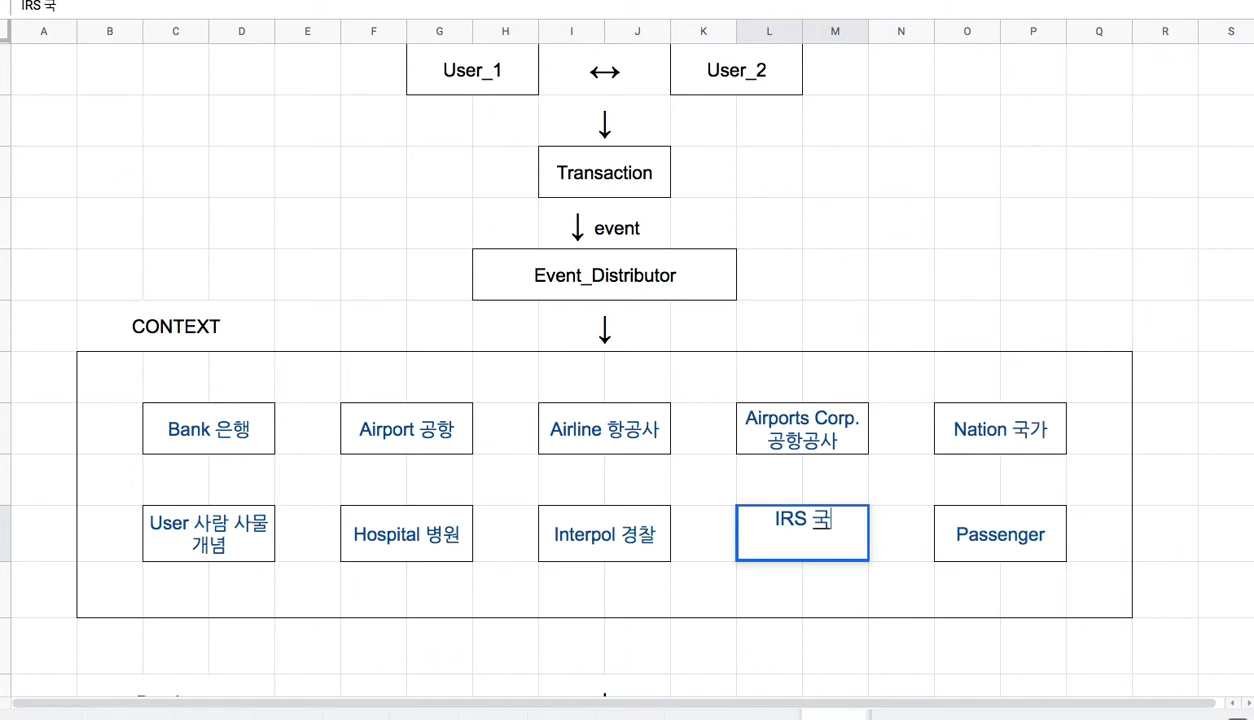 IRS 국
A B C D E F G H I J K L M N O P Q R S
User_1 ↔ User_2
↓
Transaction
↓ event
Event_Distributor
CONTEXT ↓
Bank 은행
Airport 공항
Airline 항공사
Airports Corp.
공항공사
Nation 국가
User 사람 사물
개념
Hospital 병원
Interpol 경찰
IRS 국
Passenger